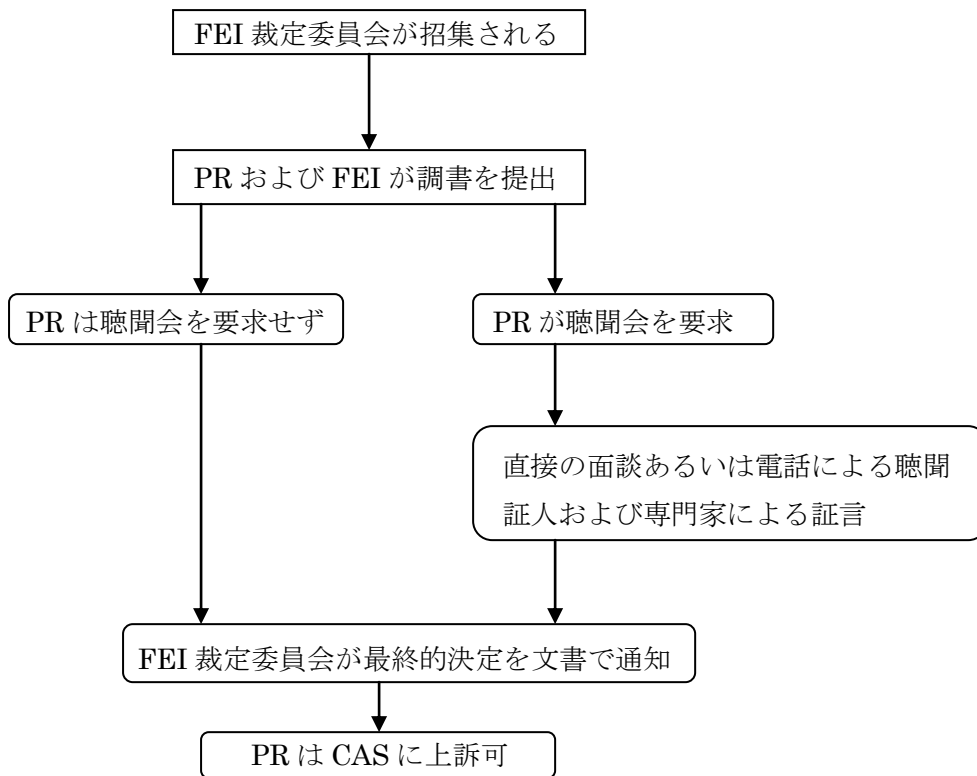 FEI 裁定委員会が招集される
PR および FEI が調書を提出
PR は聴聞会を要求せず
PR が聴聞会を要求
直接の面談あるいは電話による聴聞
証人および専門家による証言
FEI 裁定委員会が最終的決定を文書で通知
PR は CAS に上訴可